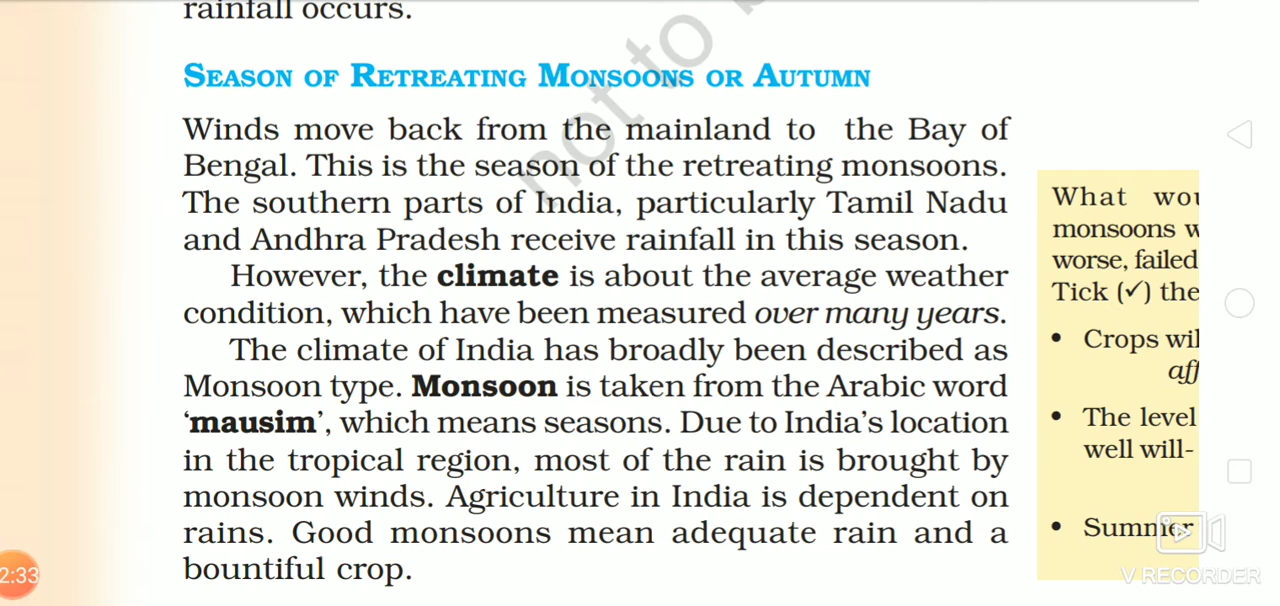 rainfall occurs.
SEASON OF RETREATING MONSOONS OR AUTUMN
Winds move back from the mainland to the Bay of
Bengal. This is the season of the retreating monsoons.
The southern parts of India, particularly Tamil Nadu
and Andhra Pradesh receive rainfall in this season.
However, the climate is about the average weather
condition, which have been measured over many years.
The climate of India has broadly been described as
Monsoon type. Monsoon is taken from the Arabic word
‘mausim’, which means seasons. Due to India’s location
in the tropical region, most of the rain is brought by
monsoon winds. Agriculture in India is dependent on
rains. Good monsoons mean adequate rain and a
bountiful crop.
What
monsoons
worse, failed
Tick (✓) the
• Crops
• The level
well will-
• Summer
not to
2:33
V RECORDER